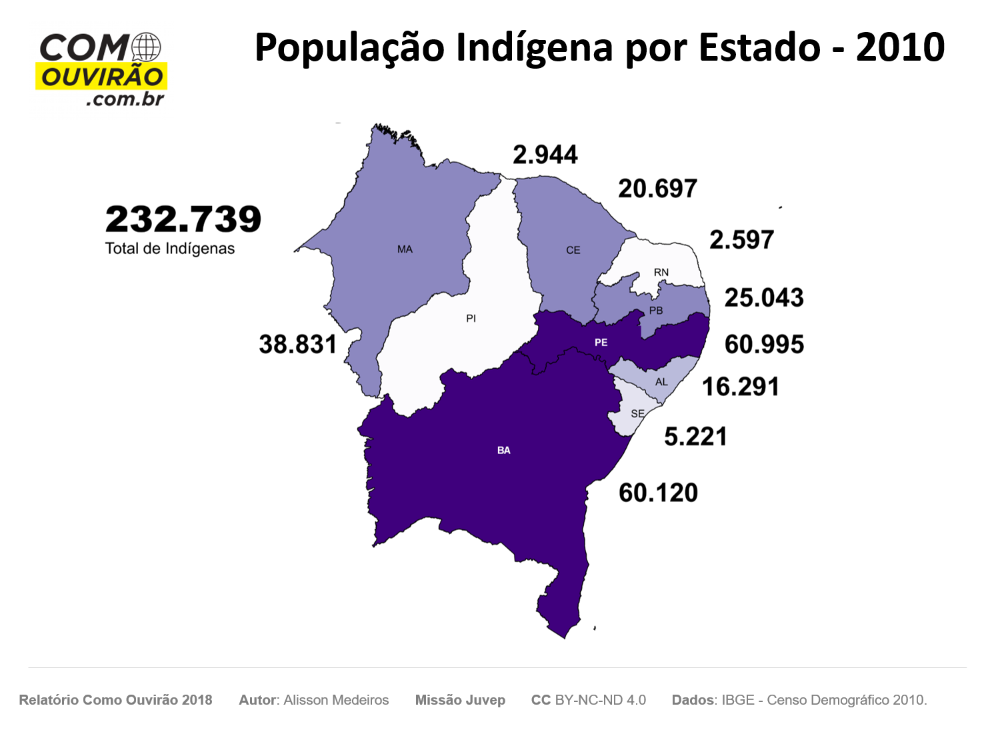 COM
OUVIRÃO
.com.br
População Indígena por Estado - 2010
2.944
20.697
232.739
Total de Indígenas
2.597
MA
CE
RN
25.043
PB
PI
38.831
PE
60.995
AL
16.291
SE
5.221
BA
60.120
Relatório Como Ouvirão 2018 Autor: Alisson Medeiros Missão Juvep CC BY-NC-ND 4.0 Dados: IBGE - Censo Demográfico 2010.